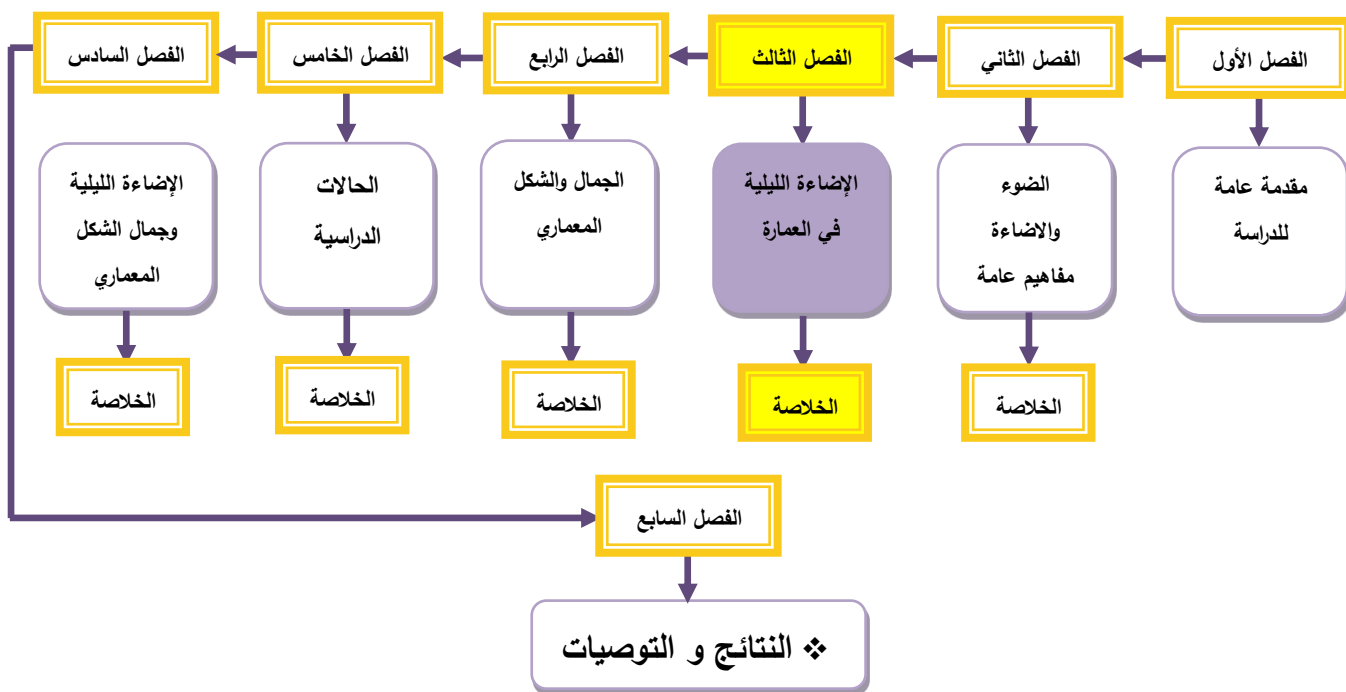 الفصل الأول
الفصل الثاني
الفصل الثالث
الفصل الرابع
الفصل الخامس
الفصل السادس
مقدمة عامة
للدراسة
الضوء
والاضاءة
مفاهيم عامة
الإضاءة الليلية
في العمارة
الجمال والشكل
المعماري
الحالات
الدراسية
الإضاءة الليلية
وجمال الشكل
المعماري
الخلاصة
الخلاصة
الخلاصة
الخلاصة
الخلاصة
الفصل السابع
❖ النتائج و التوصيات